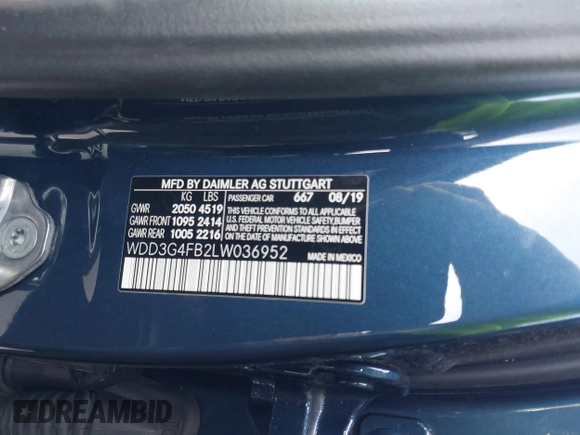 MFD BY DAIMLER AG STUTTGART
KG LBS PASSENGER CAR 667 08/19
GVWR 2050 4519
GAWR FRONT 1095 2414
GAWR REAR 1005 2216
THIS VEHICLE CONFORMS TO ALL APPLICABLE
U.S. FEDERAL MOTOR VEHICLE SAFETY,BUMPER
AND THEFT PREVENTION STANDARDS IN EFFECT
ON THE DATE OF MANUFACTURE SHOWN ABOVE.
WDD3G4FB2LW036952 MADE IN MEXICO
DREAMBID